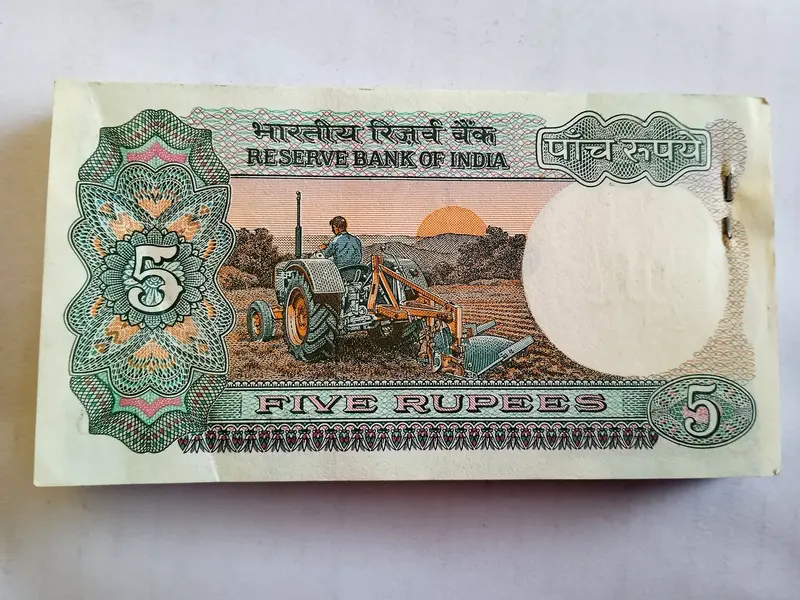 भारतीय रिज़र्व बैंक
RESERVE BANK OF INDIA
पाँच रूपये
5
FIVE RUPEES
5